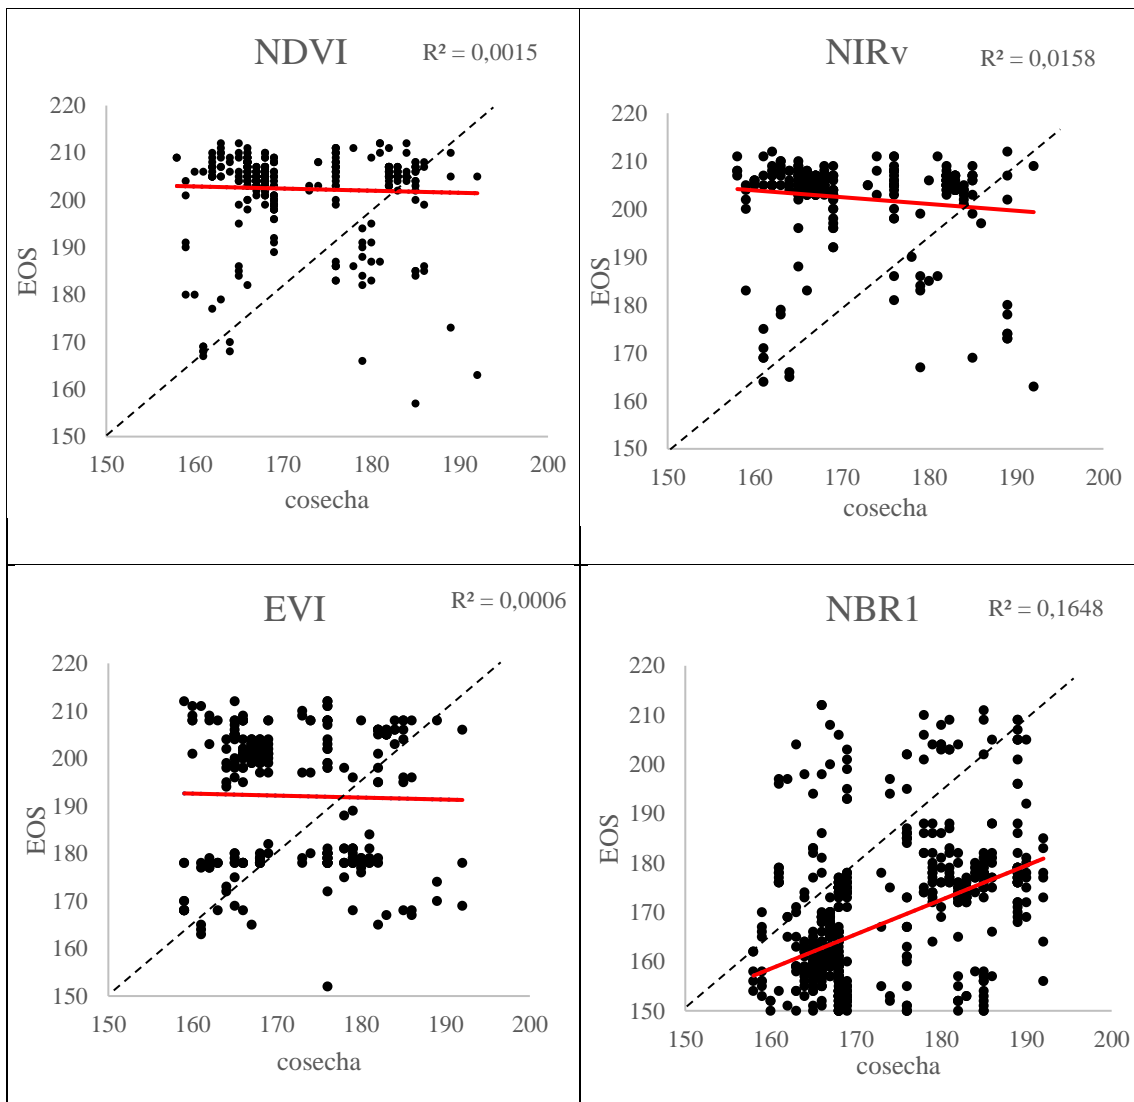 NDVI
R² = 0,0015
220
210
200
190
180
170
160
150
EOS
150 160 170 180 190 200
cosecha
NIRv
R² = 0,0158
220
210
200
190
180
170
160
150
EOS
150 160 170 180 190 200
cosecha
EVI
R² = 0,0006
220
210
200
190
180
170
160
150
EOS
150 160 170 180 190 200
cosecha
NBR1
R² = 0,1648
220
210
200
190
180
170
160
150
EOS
150 160 170 180 190 200
cosecha